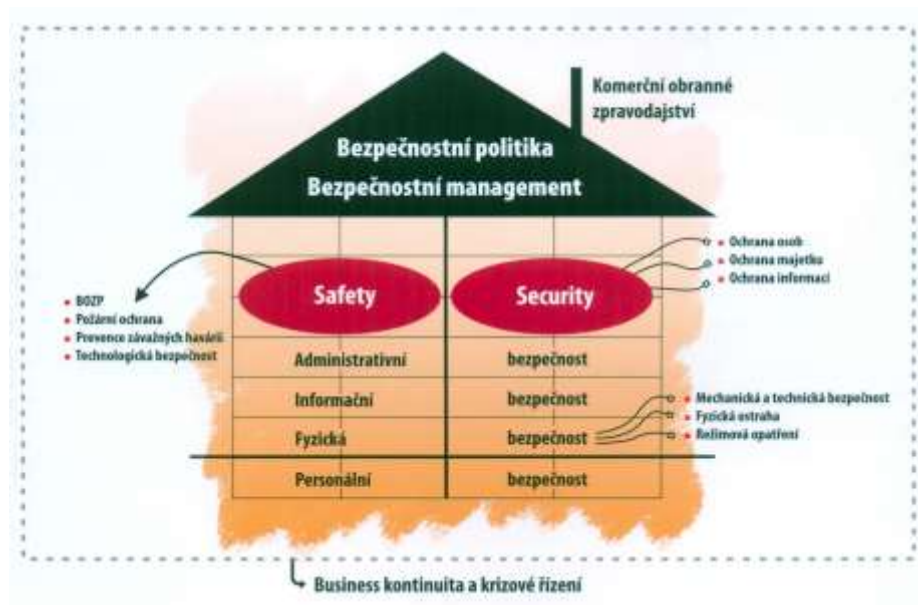 Komerční obranné
zpravodajství
Bezpečnostní politika
Bezpečnostní management
Ochrana osob
Ochrana majetku
Ochrana informací
Safety
Security
BOZP
Požární ochrana
Prevence závažných havárií
Technologická bezpečnost
Administrativní bezpečnost
Informační bezpečnost
Mechanická a technická bezpečnost
Fyzická ostraha
Režimová opatření
Fyzická bezpečnost
Personální bezpečnost
Business kontinuita a krizové řízení